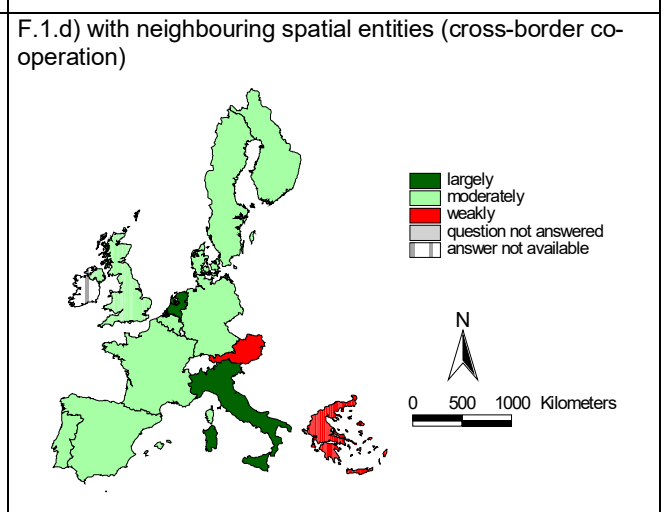 F.1.d) with neighbouring spatial entities (cross-border co-
operation)
largely
moderately
weakly
question not answered
answer not available
N
0 500 1000 Kilometers